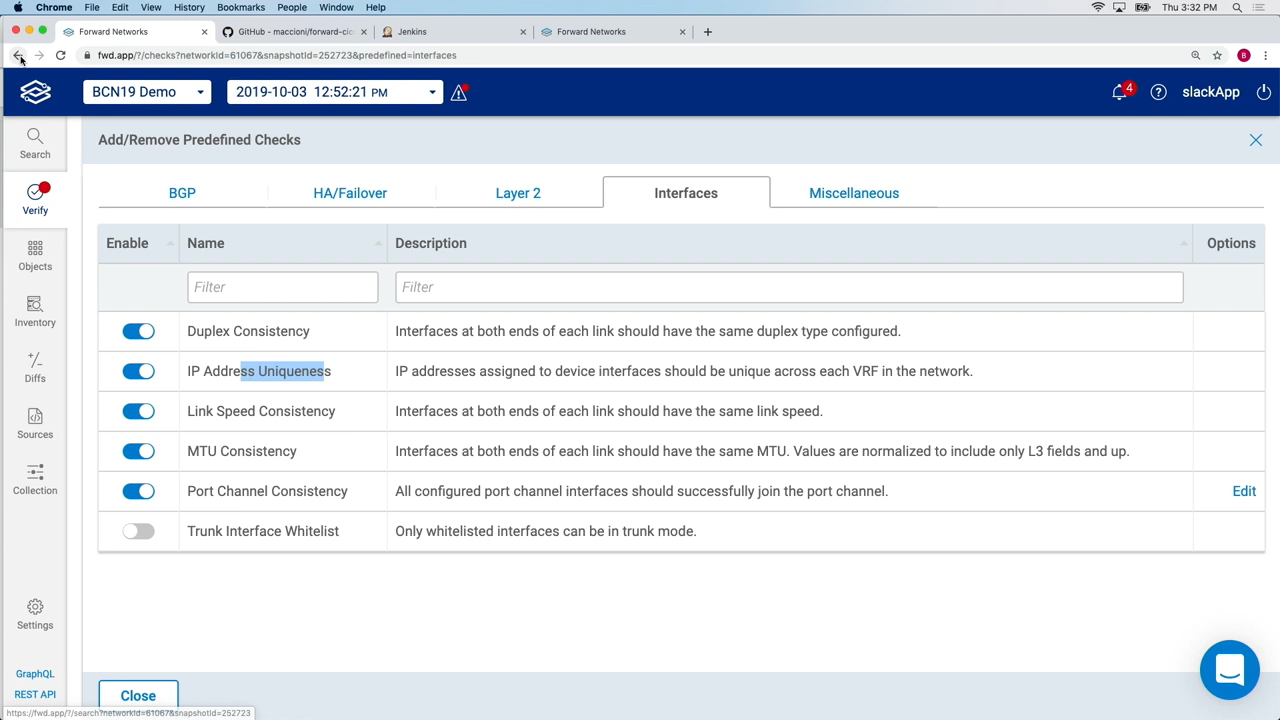 Chrome File Edit View History Bookmarks People Window Help Thu 3:32 PM
Forward Networks GitHub - maccioni/forward-cic Jenkins Forward Networks
fwd.app/?/checks?networkId=61067&snapshotId=252723&predefined=interfaces B
BCN19 Demo 2019-10-03 12:52:21 PM 4 slackApp
Search
Verify
Objects
Inventory
Diffs
Sources
Collection
Settings
GraphQL
REST API
Add/Remove Predefined Checks
BGP HA/Failover Layer 2 Interfaces Miscellaneous
Enable Name Description Options
Filter Filter
Duplex Consistency Interfaces at both ends of each link should have the same duplex type configured.
IP Address Uniqueness IP addresses assigned to device interfaces should be unique across each VRF in the network.
Link Speed Consistency Interfaces at both ends of each link should have the same link speed.
MTU Consistency Interfaces at both ends of each link should have the same MTU. Values are normalized to include only L3 fields and up.
Port Channel Consistency All configured port channel interfaces should successfully join the port channel. Edit
Trunk Interface Whitelist Only whitelisted interfaces can be in trunk mode.
Close
https://fwd.app/?/search?networkId=61067&snapshotId=252723